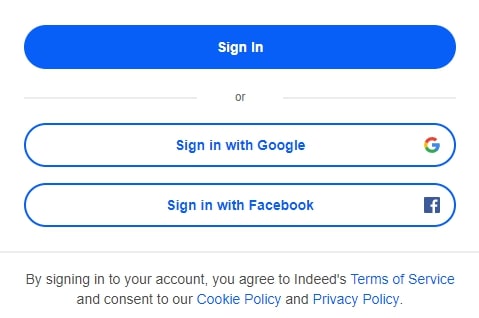 Sign In
or
Sign in with Google
Sign in with Facebook
By signing in to your account, you agree to Indeed's Terms of Service
and consent to our Cookie Policy and Privacy Policy.